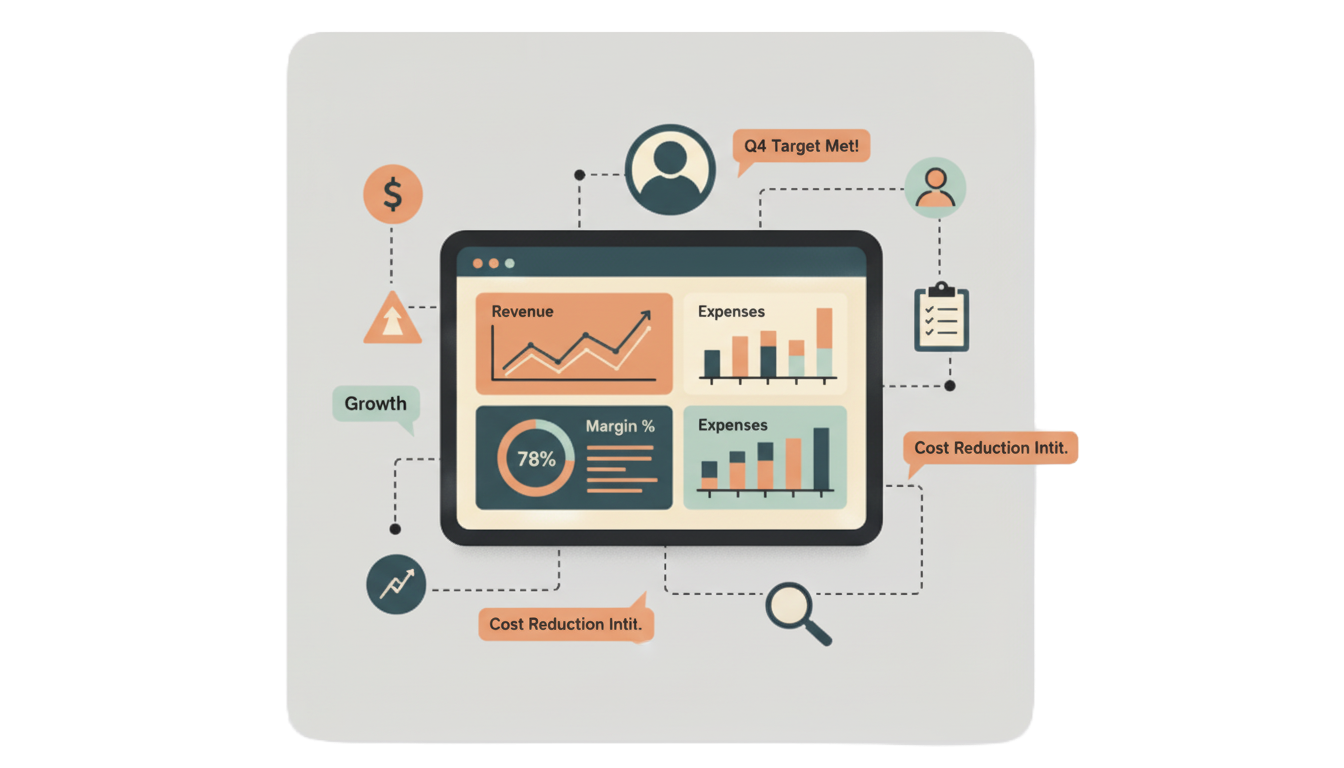 Q4 Target Met!
$
Revenue
Expenses
Growth
78%
Margin %
Expenses
Cost Reduction Intit.
Cost Reduction Intit.